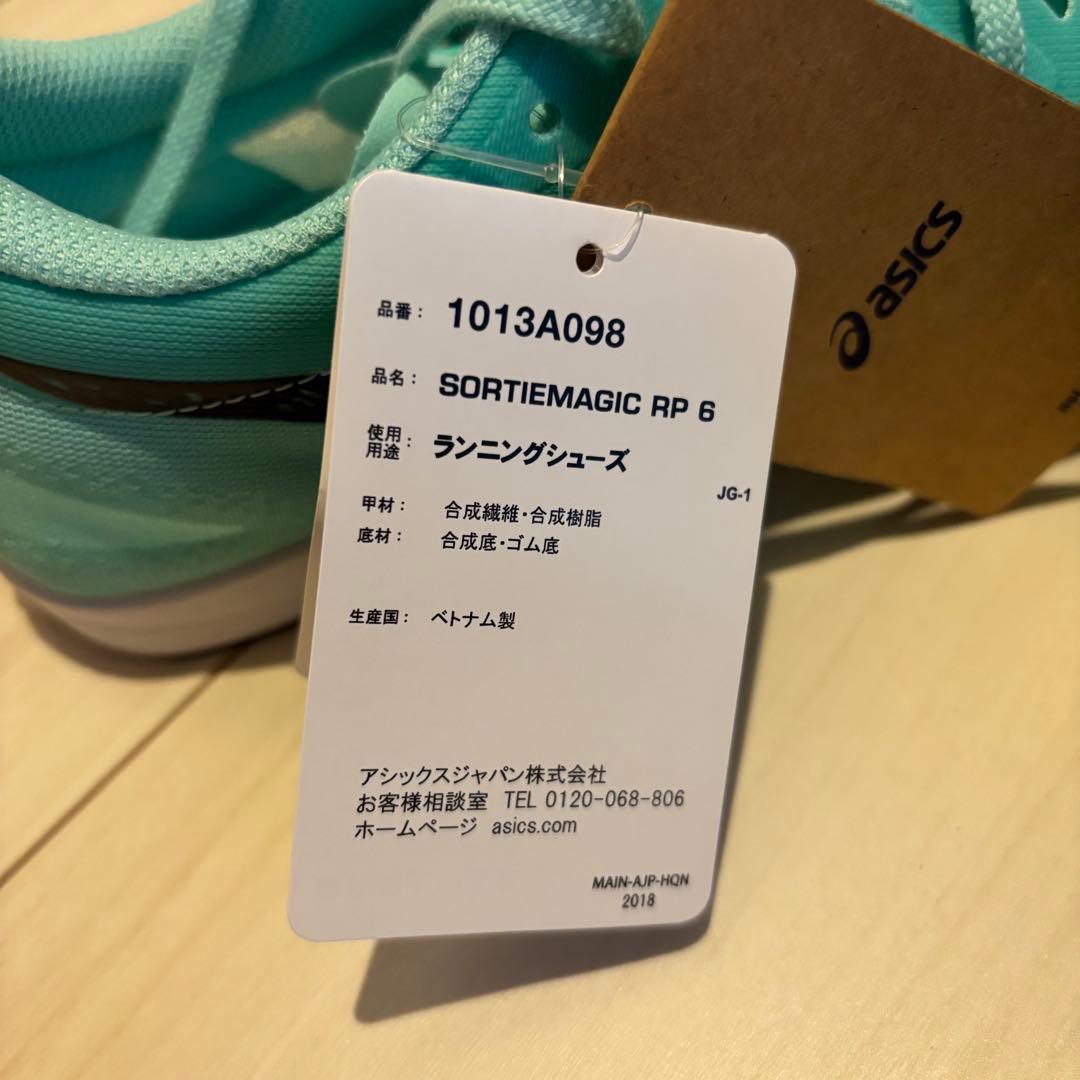 asics
品番： 1013A098
品名： SORTIEMAGIC RP 6
使用用途： ランニングシューズ
JG-1
甲材： 合成繊維・合成樹脂
底材： 合成底・ゴム底
生産国： ベトナム製
アシックスジャパン株式会社
お客様相談室 TEL 0120-068-806
ホームページ asics.com
MAIN-AJP-HQN
2018